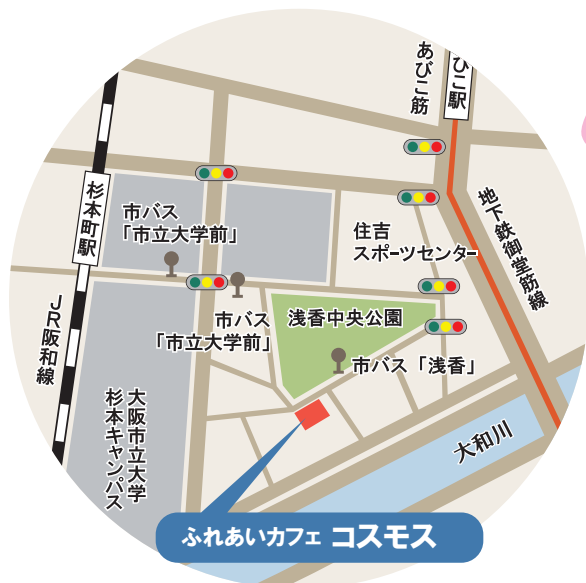 あびこ筋
びこ駅
杉本町駅
市バス
「市立大学前」
住吉
スポーツセンター
地下鉄御堂筋線
JR阪和線
市バス
「市立大学前」
浅香中央公園
市バス「浅香」
大阪市立大学
杉本キャンパス
大和川
ふれあいカフェ コスモス